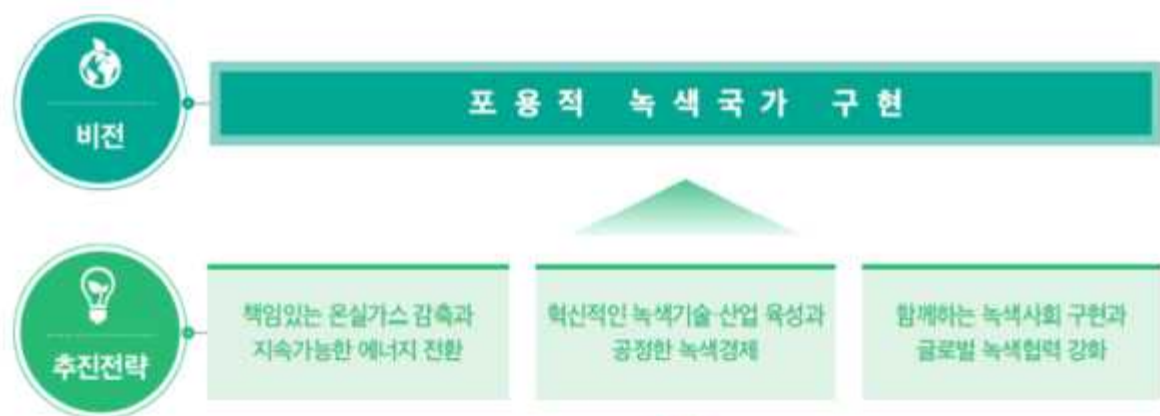 비전
포용적 녹색국가 구현
추진전략
책임있는 온실가스 감축과
지속가능한 에너지 전환
혁신적인 녹색기술 산업 육성과
공정한 녹색경제
함께하는 녹색사회 구현과
글로벌 녹색협력 강화